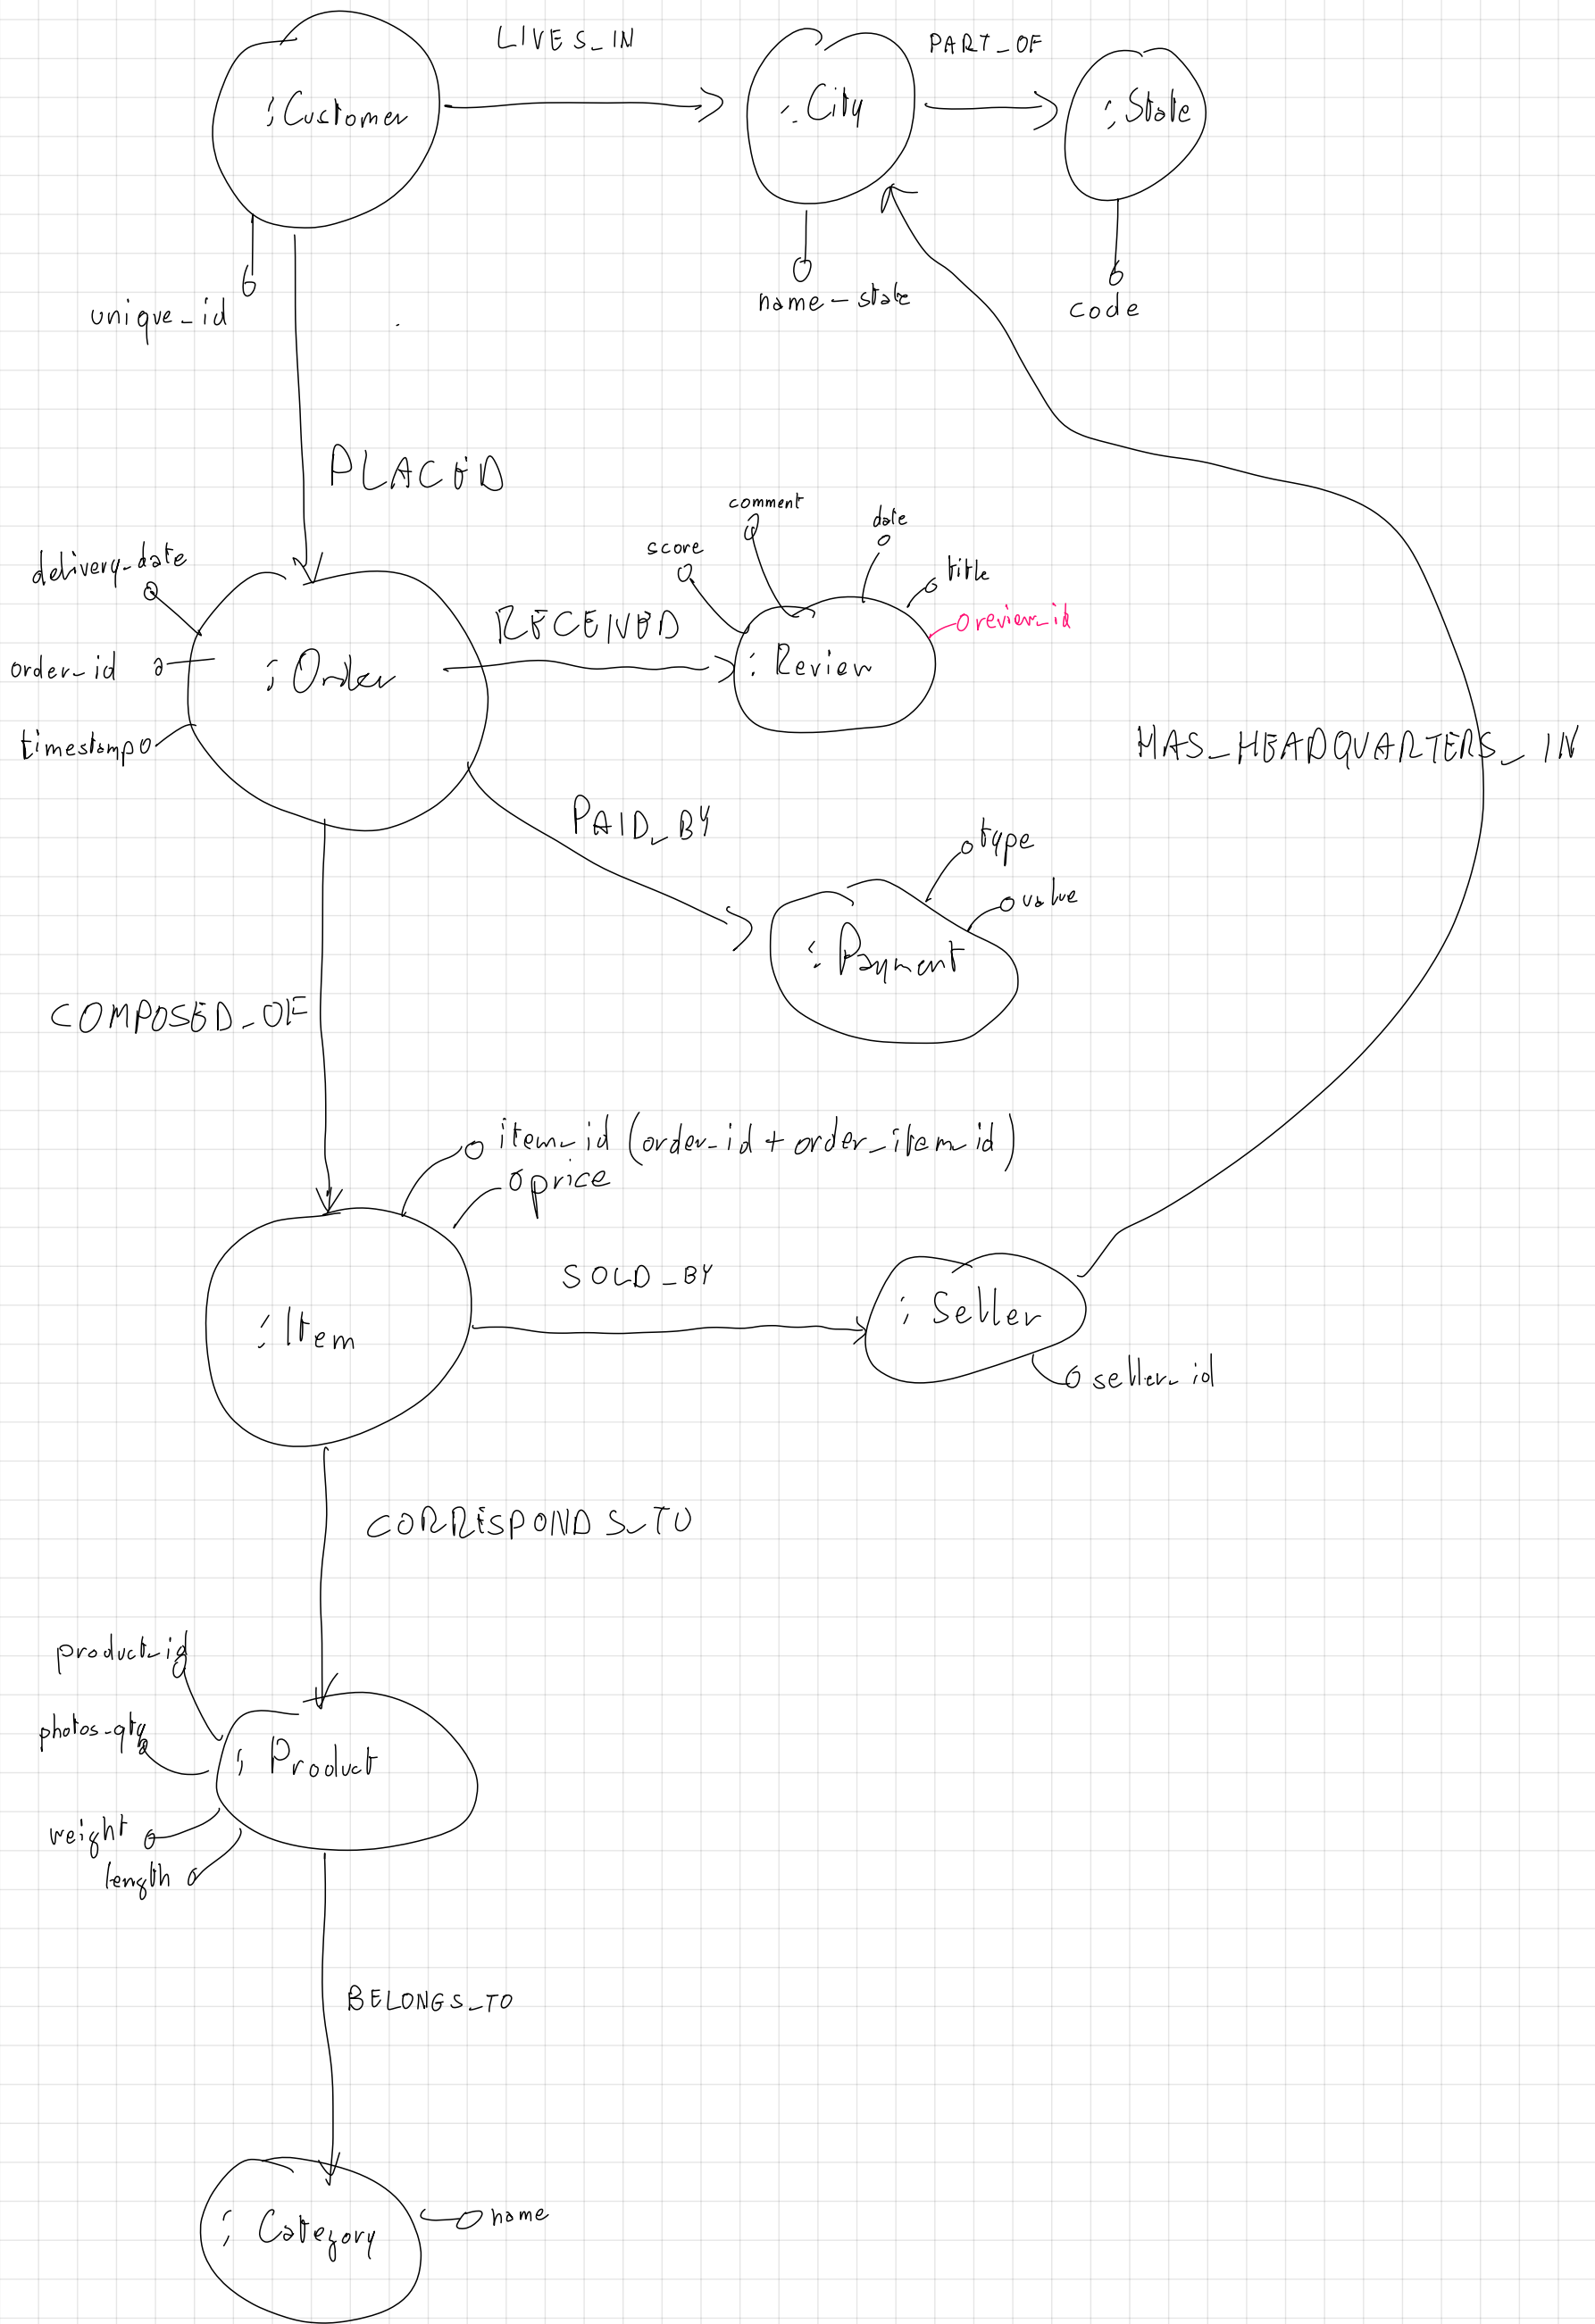 LIVES_IN
PART_OF
:Customer
:City
:State
unique_id
name-state
code
PLACED
comment
date
score
title
delivery_date
review_id
RECEIVED
order_id
:Order
:Review
timestamp
HAS_HEADQUARTERS_IN
PAID_BY
type
value
:Payment
COMPOSED_OF
item_id (order_id + order_item_id)
price
SOLD_BY
:Seller
:Item
seller_id
CORRESPONDS_TO
product_id
photos_qty
:Product
weight
length
BELONGS_TO
name
:Category